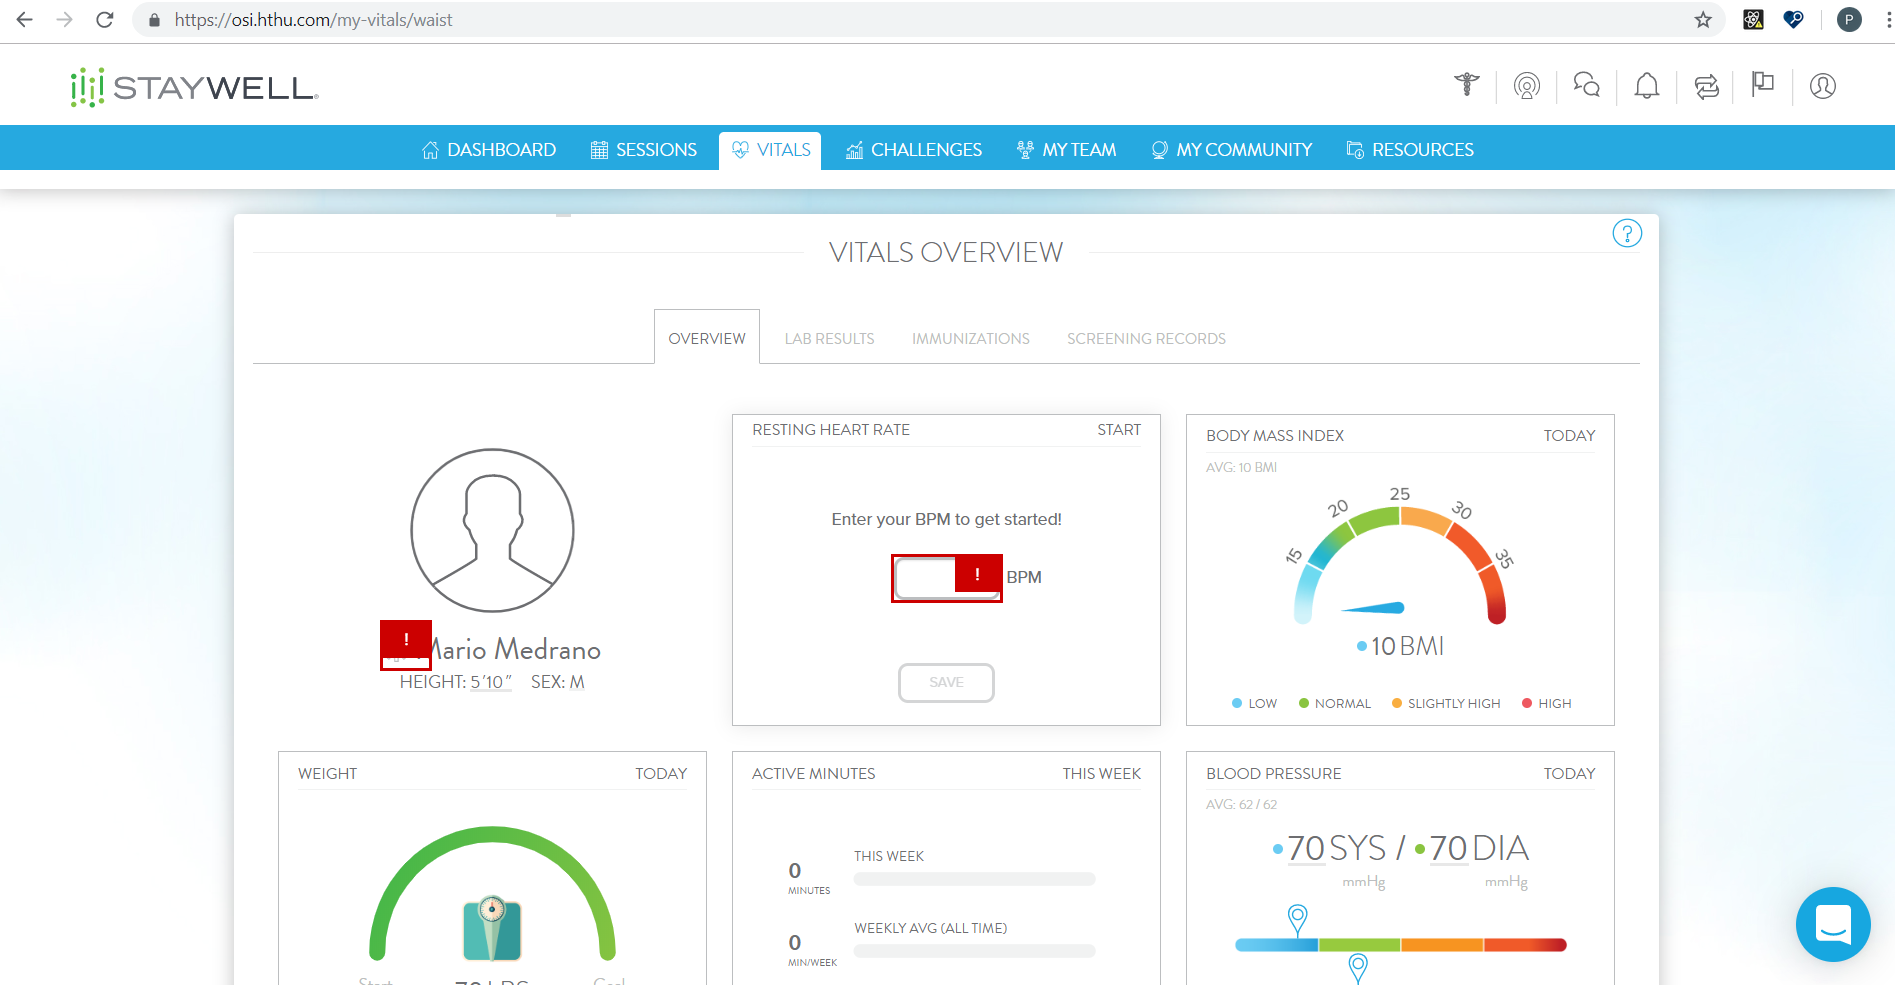 https://osi.hthu.com/my-vitals/waist
P
STAYWELL
DASHBOARD SESSIONS VITALS CHALLENGES MY TEAM MY COMMUNITY RESOURCES
VITALS OVERVIEW
?
OVERVIEW LAB RESULTS IMMUNIZATIONS SCREENING RECORDS
!
Mario Medrano
HEIGHT: 5'10" SEX: M
RESTING HEART RATE START
Enter your BPM to get started!
! BPM
SAVE
BODY MASS INDEX TODAY
AVG: 10 BMI
15 20 25 30 35
10 BMI
LOW NORMAL SLIGHTLY HIGH HIGH
WEIGHT TODAY
ACTIVE MINUTES THIS WEEK
THIS WEEK
0
MINUTES
WEEKLY AVG (ALL TIME)
0
MIN/WEEK
BLOOD PRESSURE TODAY
AVG: 62 / 62
70 SYS / 70 DIA
mmHg mmHg